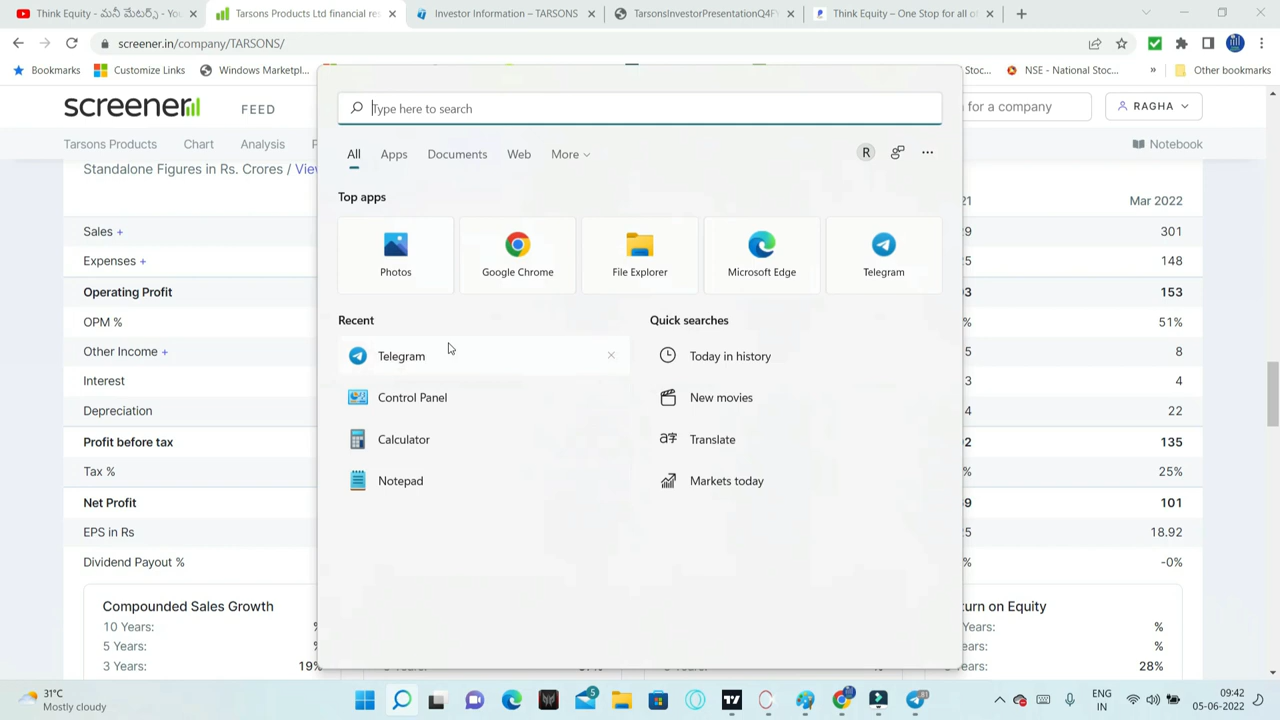 Think Equity - మనీ మేటర్స్ - You
Tarsons Products Ltd financial res
Investor Information – TARSONS
TarsonsInvestorPresentationQ4FY
Think Equity – One Stop for all o
screener.in/company/TARSONS/
Bookmarks
Customize Links
Windows Marketpl...
Stoc...
NSE - National Stoc...
»
Other bookmarks
screener
FEED
for a company
RAGHA
Tarsons Products
Chart
Analysis
Notebook
Standalone Figures in Rs. Crores /
Mar 2022
Sales +
301
Expenses +
148
Operating Profit
153
OPM %
51%
Other Income +
8
Interest
4
Depreciation
22
Profit before tax
135
Tax %
25%
Net Profit
101
EPS in Rs
18.92
Dividend Payout %
-0%
Compounded Sales Growth
10 Years:
5 Years:
3 Years:
19%
urn on Equity
Years:
%
ears:
%
ears:
28%
Type here to search
All
Apps
Documents
Web
More
R
Top apps
Photos
Google Chrome
File Explorer
Microsoft Edge
Telegram
Recent
Quick searches
Telegram
Control Panel
Calculator
Notepad
Today in history
New movies
Translate
Markets today
31°C
Mostly cloudy
5
ENG
IN
09:42
05-06-2022